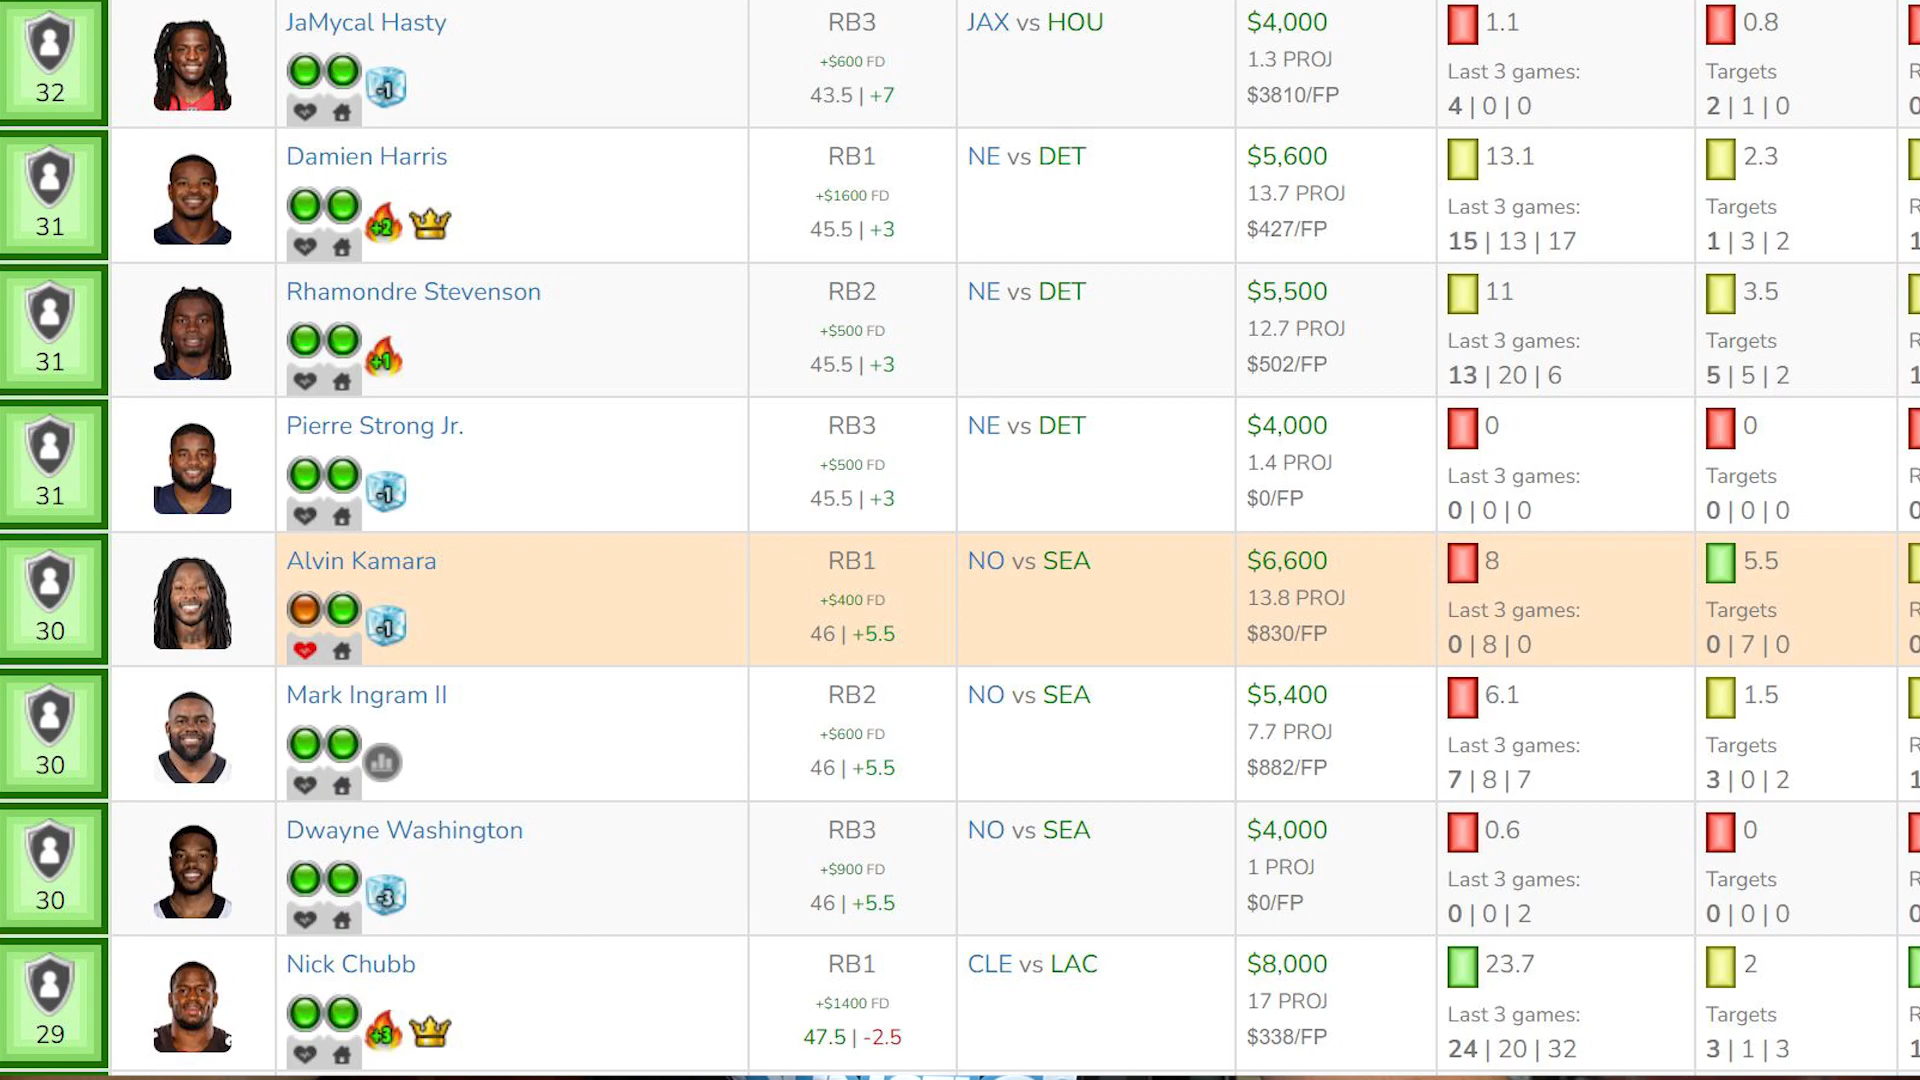 JaMycal Hasty RB3 JAX vs HOU $4,000 1.1 0.8
+$600 FD 1.3 PROJ Last 3 games: Targets R
32 -1 43.5 | +7 $3810/FP 4 | 0 | 0 2 | 1 | 0 0
Damien Harris RB1 NE vs DET $5,600 13.1 2.3
+$1600 FD 13.7 PROJ Last 3 games: Targets R
31 +2 45.5 | +3 $427/FP 15 | 13 | 17 1 | 3 | 2 1
Rhamondre Stevenson RB2 NE vs DET $5,500 11 3.5
+$500 FD 12.7 PROJ Last 3 games: Targets R
31 +1 45.5 | +3 $502/FP 13 | 20 | 6 5 | 5 | 2 1
Pierre Strong Jr. RB3 NE vs DET $4,000 0 0
+$500 FD 1.4 PROJ Last 3 games: Targets R
31 -1 45.5 | +3 $0/FP 0 | 0 | 0 0 | 0 | 0 0
Alvin Kamara RB1 NO vs SEA $6,600 8 5.5
+$400 FD 13.8 PROJ Last 3 games: Targets R
30 -1 46 | +5.5 $830/FP 0 | 8 | 0 0 | 7 | 0 0
Mark Ingram II RB2 NO vs SEA $5,400 6.1 1.5
+$600 FD 7.7 PROJ Last 3 games: Targets R
30 46 | +5.5 $882/FP 7 | 8 | 7 3 | 0 | 2 1
Dwayne Washington RB3 NO vs SEA $4,000 0.6 0
+$900 FD 1 PROJ Last 3 games: Targets R
30 -3 46 | +5.5 $0/FP 0 | 0 | 2 0 | 0 | 0 0
Nick Chubb RB1 CLE vs LAC $8,000 23.7 2
+$1400 FD 17 PROJ Last 3 games: Targets R
29 +3 47.5 | -2.5 $338/FP 24 | 20 | 32 3 | 1 | 3 1